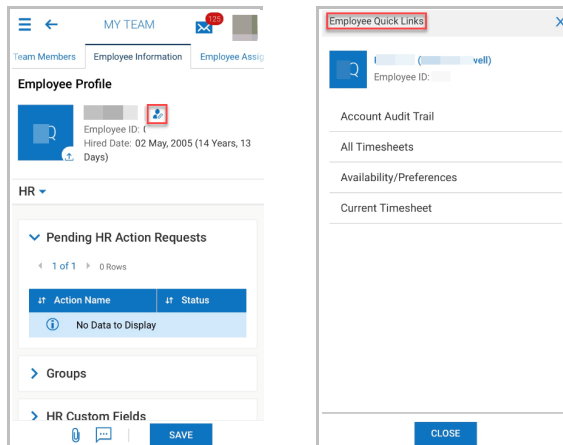 MY TEAM
125
Team Members
Employee Information
Employee Assig
Employee Profile
Employee ID:
Hired Date: 02 May, 2005 (14 Years, 13
Days)
HR
Pending HR Action Requests
1 of 1
0 Rows
Action Name
Status
No Data to Display
Groups
HR Custom Fields
SAVE
Employee Quick Links
X
( vell)
Employee ID:
Account Audit Trail
All Timesheets
Availability/Preferences
Current Timesheet
CLOSE